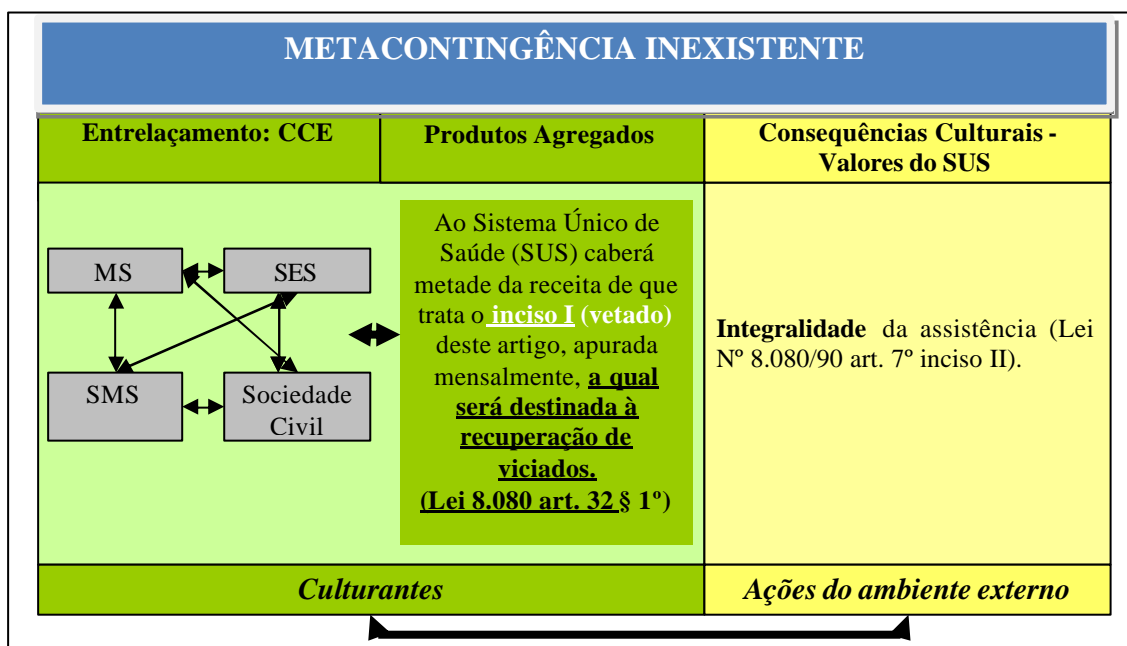 METACONTINGÊNCIA INEXISTENTE
Entrelaçamento: CCE
Produtos Agregados
Consequências Culturais -
Valores do SUS
MS
SES
SMS
Sociedade
Civil
Ao Sistema Único de
Saúde (SUS) caberá
metade da receita de que
trata o inciso I (vetado)
deste artigo, apurada
mensalmente, a qual
será destinada à
recuperação de
viciados.
(Lei 8.080 art. 32 § 1º)
Integralidade da assistência (Lei
Nº 8.080/90 art. 7º inciso II).
Culturantes
Ações do ambiente externo